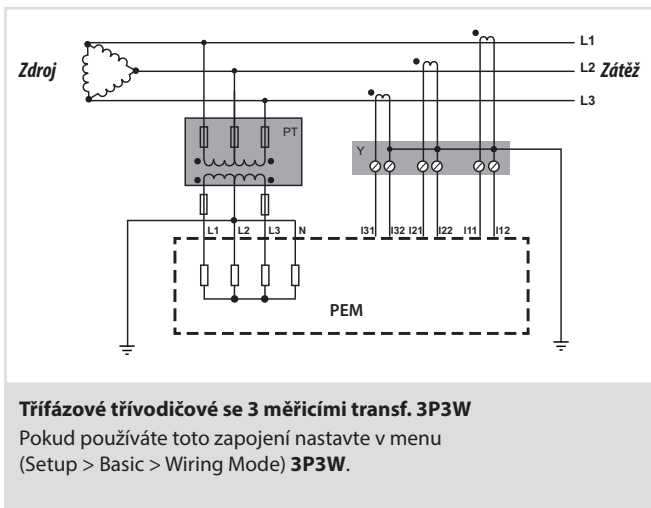 L1
Zdroj
L2 Zátěž
L3
PT
Y
L1 L2 L3 N I31 I32 I21 I22 I11 I12
PEM
Třífázové třívodičové se 3 měřicími transf. 3P3W
Pokud používáte toto zapojení nastavte v menu
(Setup > Basic > Wiring Mode) 3P3W.